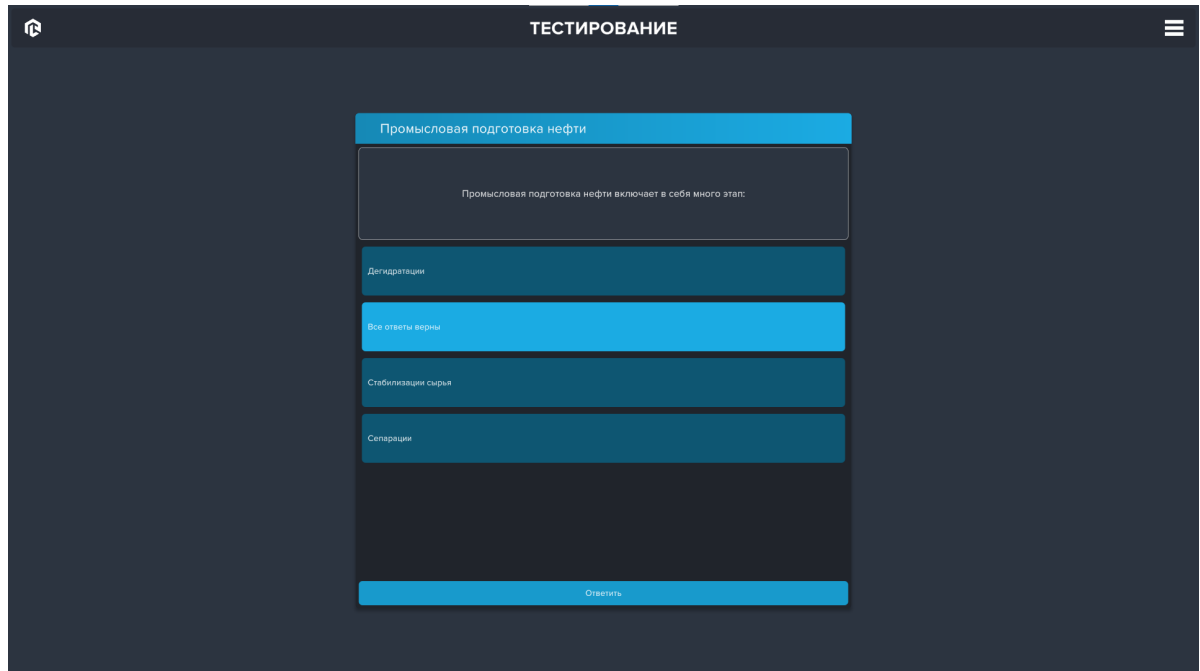 ТЕСТИРОВАНИЕ
Промысловая подготовка нефти
Промысловая подготовка нефти включает в себя много этап:
Дегидратации
Все ответы верны
Стабилизации сырья
Сепарации
Ответить